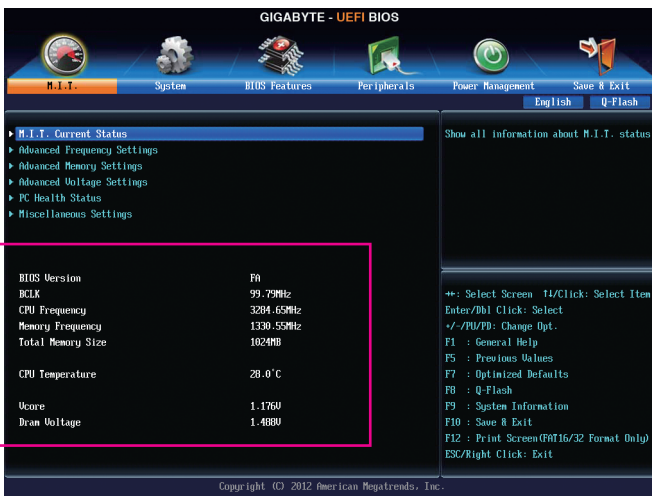 GIGABYTE - UEFI BIOS
M.I.T. System BIOS Features Peripherals Power Management Save & Exit
English Q-Flash
M.I.T. Current Status
Advanced Frequency Settings
Advanced Memory Settings
Advanced Voltage Settings
PC Health Status
Miscellaneous Settings
Show all information about M.I.T. status
BIOS Version FA
BCLK 99.79MHz
CPU Frequency 3284.65MHz
Memory Frequency 1330.55MHz
Total Memory Size 1024MB
CPU Temperature 28.0°C
Vcore 1.176V
Dram Voltage 1.488V
→←: Select Screen ↑↓/Click: Select Item
Enter/Dbl Click: Select
+/-/PU/PD: Change Opt.
F1 : General Help
F5 : Previous Values
F7 : Optimized Defaults
F8 : Q-Flash
F9 : System Information
F10 : Save & Exit
F12 : Print Screen(FAT16/32 Format Only)
ESC/Right Click: Exit
Copyright (C) 2012 American Megatrends, Inc.